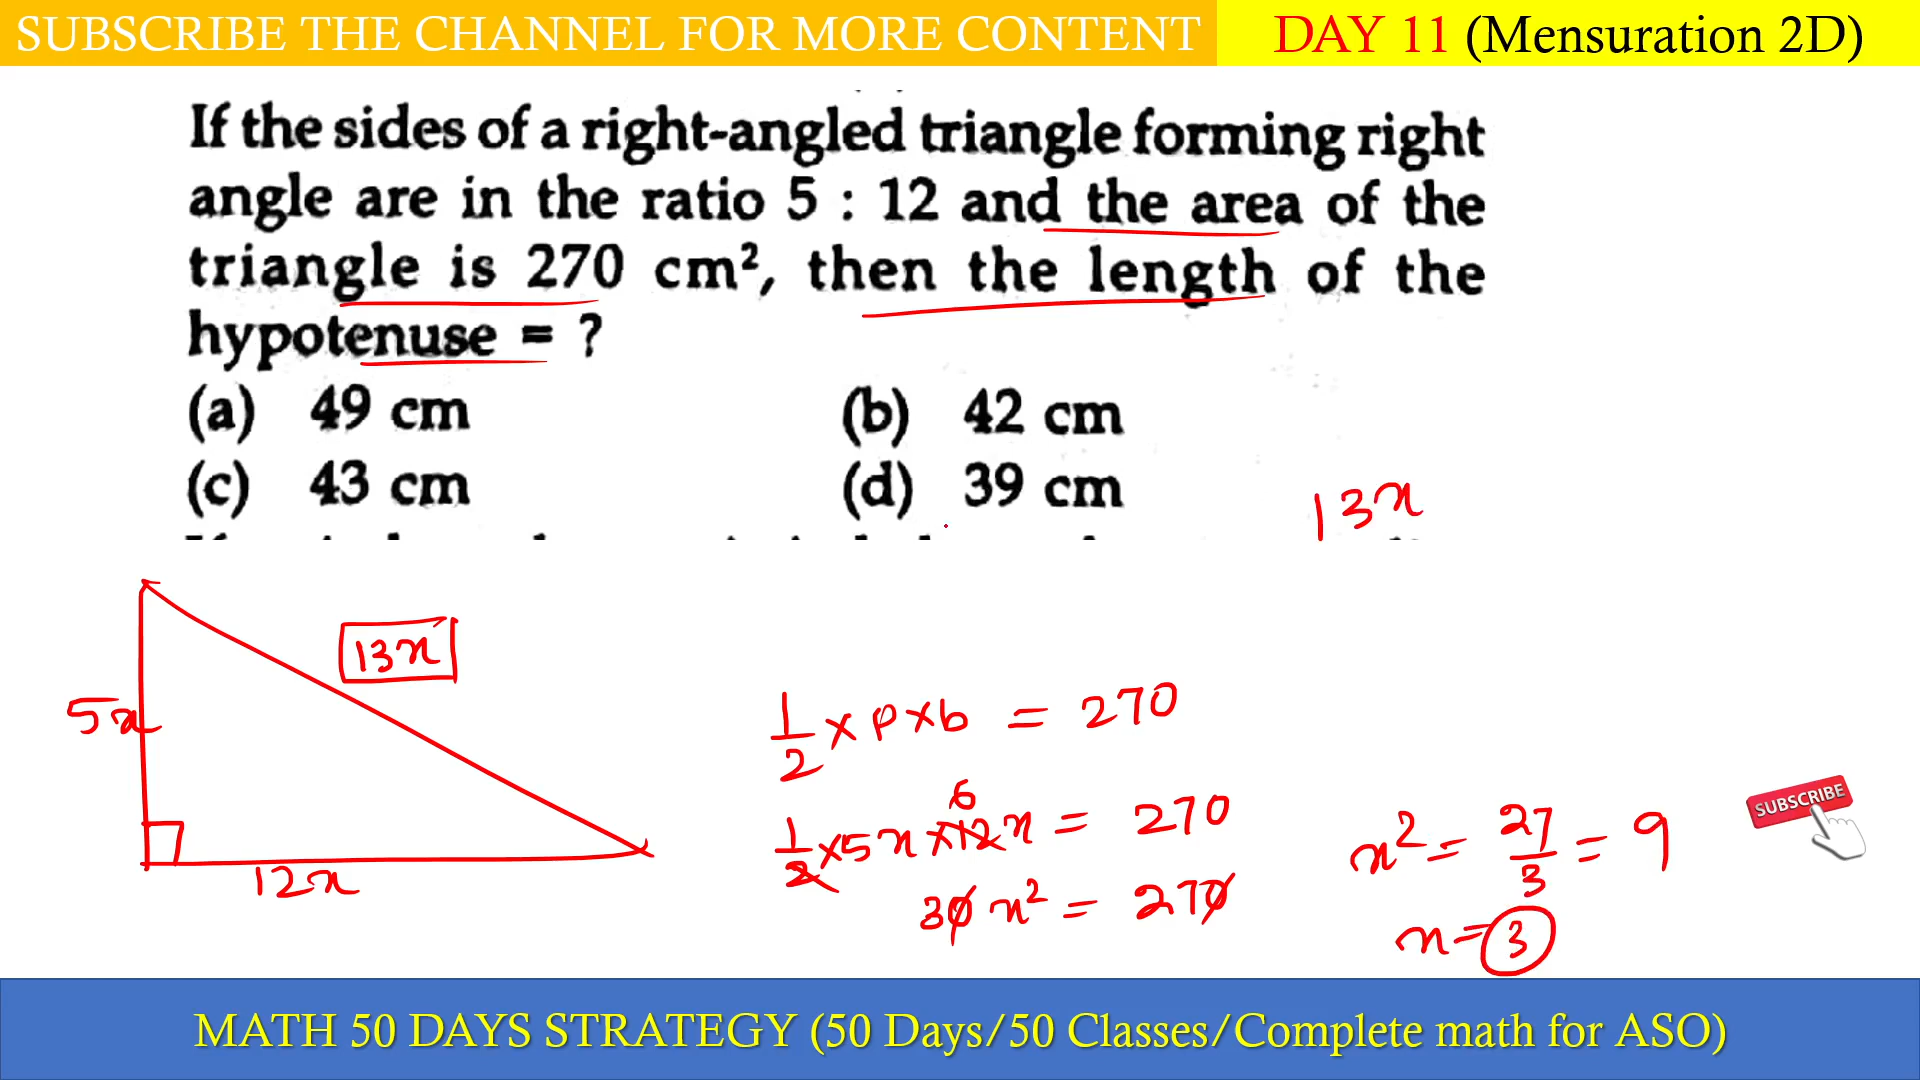 SUBSCRIBE THE CHANNEL FOR MORE CONTENT
DAY 11 (Mensuration 2D)
If the sides of a right-angled triangle forming right
angle are in the ratio 5 : 12 and the area of the
triangle is 270 cm², then the length of the
hypotenuse = ?
(a) 49 cm (b) 42 cm
(c) 43 cm (d) 39 cm
13x
13x
5x
12x
1/2 × p × b = 270
6
1/2 × 5x × 12x = 270
30x² = 270
x² = 27/3 = 9
x = 3
SUBSCRIBE
MATH 50 DAYS STRATEGY (50 Days/50 Classes/Complete math for ASO)